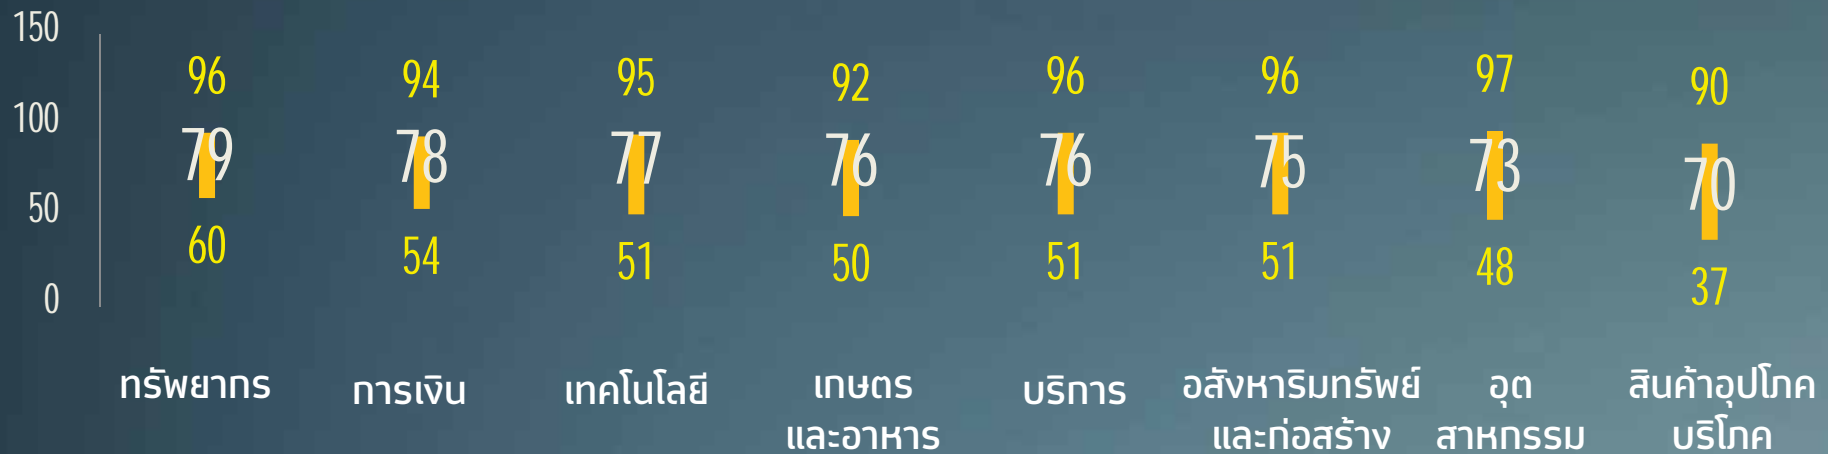 150
100
50
0
96 94 95 92 96 96 97 90
79 78 77 76 76 75 73 70
60 54 51 50 51 51 48 37
ทรัพยากร การเงิน เทคโนโลยี เกษตร บริการ อสังหาริมทรัพย์ อุต สินค้าอุปโภค
และอาหาร และก่อสร้าง สาหกรรม บริโภค